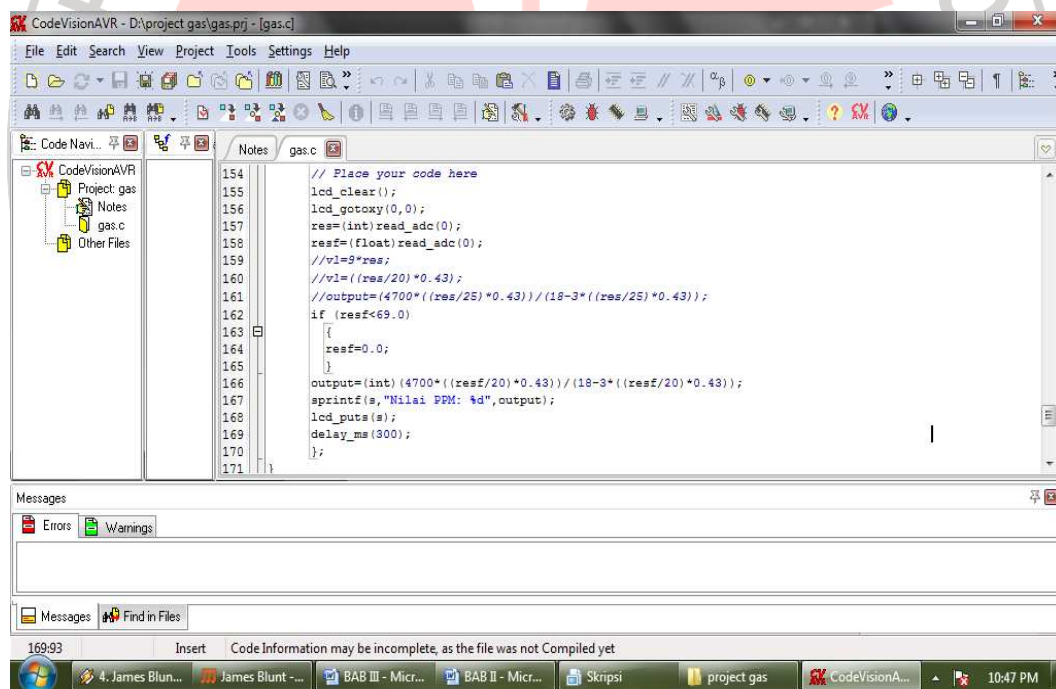 CodeVisionAVR - D:\project gas\gas.prj - [gas.c]
File Edit Search View Project Tools Settings Help
Code Navi...
Notes gas.c
CodeVisionAVR
Project: gas
Notes
gas.c
Other Files
154 // Place your code here
155 lcd_clear();
156 lcd_gotoxy(0,0);
157 res=(int)read_adc(0);
158 resf=(float)read_adc(0);
159 //vl=9*res;
160 //vl=((res/20)*0.43);
161 //output=(4700*((res/25)*0.43))/(18-3*((res/25)*0.43));
162 if (resf<69.0)
163 {
164 resf=0.0;
165 }
166 output=(int)(4700*((resf/20)*0.43))/(18-3*((resf/20)*0.43));
167 sprintf(s,"Nilai PPM: %d",output);
168 lcd_puts(s);
169 delay_ms(300);
170 };
171 }
Messages
Errors Warnings
Messages Find in Files
169:93 Insert Code Information may be incomplete, as the file was not Compiled yet
4. James Blun... James Blunt -... BAB III - Micr... BAB II - Micr... Skripsi project gas CodeVisionA... 10:47 PM